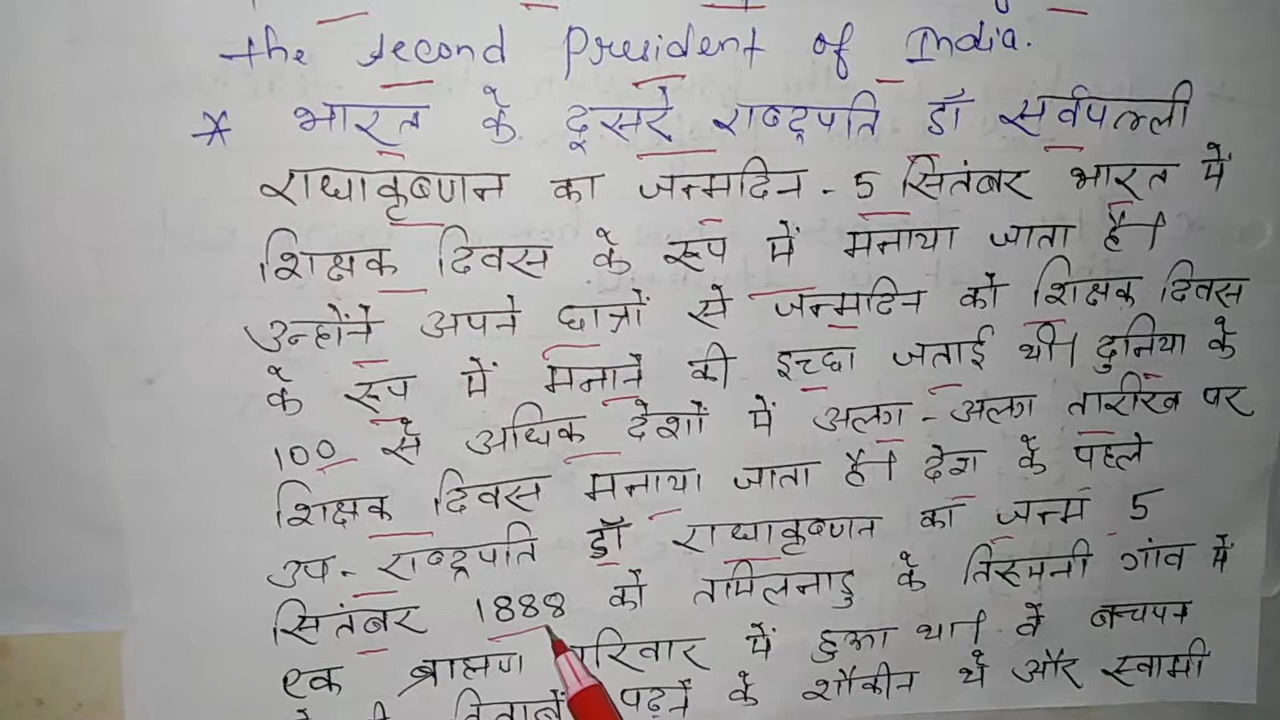 the second President of India.
* भारत के दूसरे राष्ट्रपति डॉ सर्वपल्ली
राधाकृष्णन का जन्मदिन - 5 सितंबर भारत में
शिक्षक दिवस के रूप में मनाया जाता है।
उन्होंने अपने छात्रों से जन्मदिन को शिक्षक दिवस
के रूप में मनाने की इच्छा जताई थी। दुनिया के
100 से अधिक देशों में अलग - अलग तारीख पर
शिक्षक दिवस मनाया जाता है। देश के पहले
उप - राष्ट्रपति डॉ राधाकृष्णन का जन्म 5
सितंबर 1888 को तमिलनाडु के तिरुमनी गांव में
एक ब्राह्मण परिवार में हुआ था। वे बचपन
किताबें पढ़ने के शौकीन थे और स्वामी